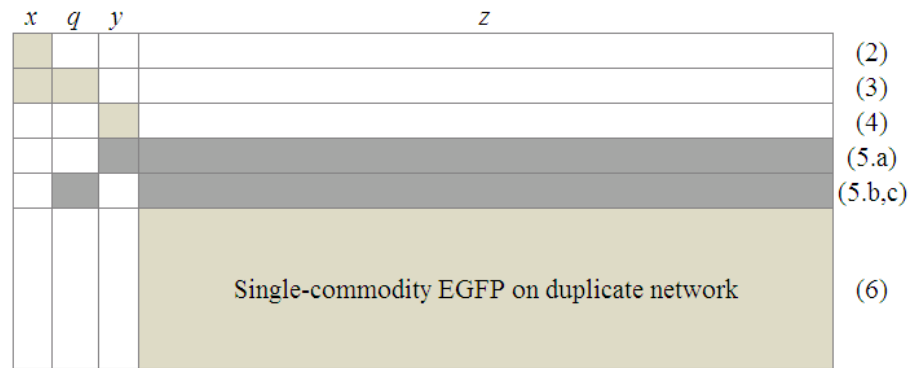 x q y z
(2)
(3)
(4)
(5.a)
(5.b,c)
Single-commodity EGFP on duplicate network (6)